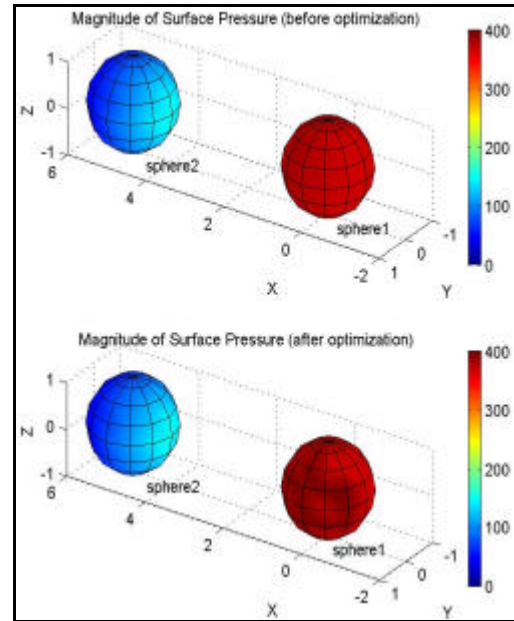 Magnitude of Surface Pressure (before optimization)
400
300
200
100
0
1
0
-1
Z
6
4
2
0
-2
X
1
0
-1
Y
sphere2
sphere1
Magnitude of Surface Pressure (after optimization)
400
300
200
100
0
1
0
-1
Z
6
4
2
0
-2
X
1
0
-1
Y
sphere2
sphere1